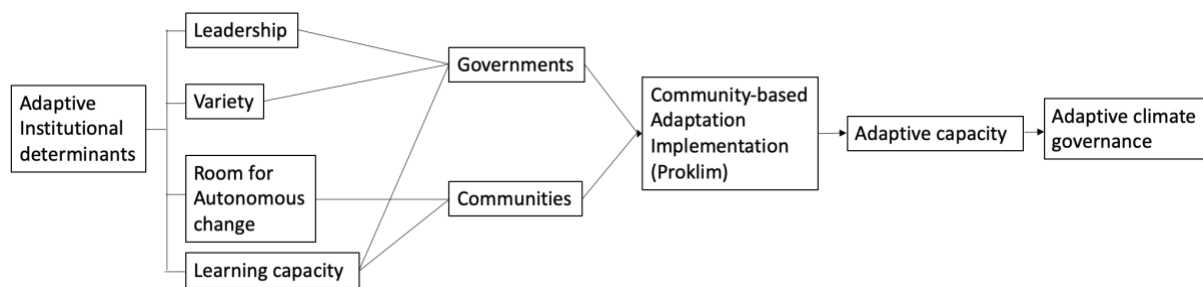 Adaptive
Institutional
determinants
Leadership
Variety
Room for
Autonomous
change
Learning capacity
Governments
Communities
Community-based
Adaptation
Implementation
(Proklim)
Adaptive capacity
Adaptive climate
governance